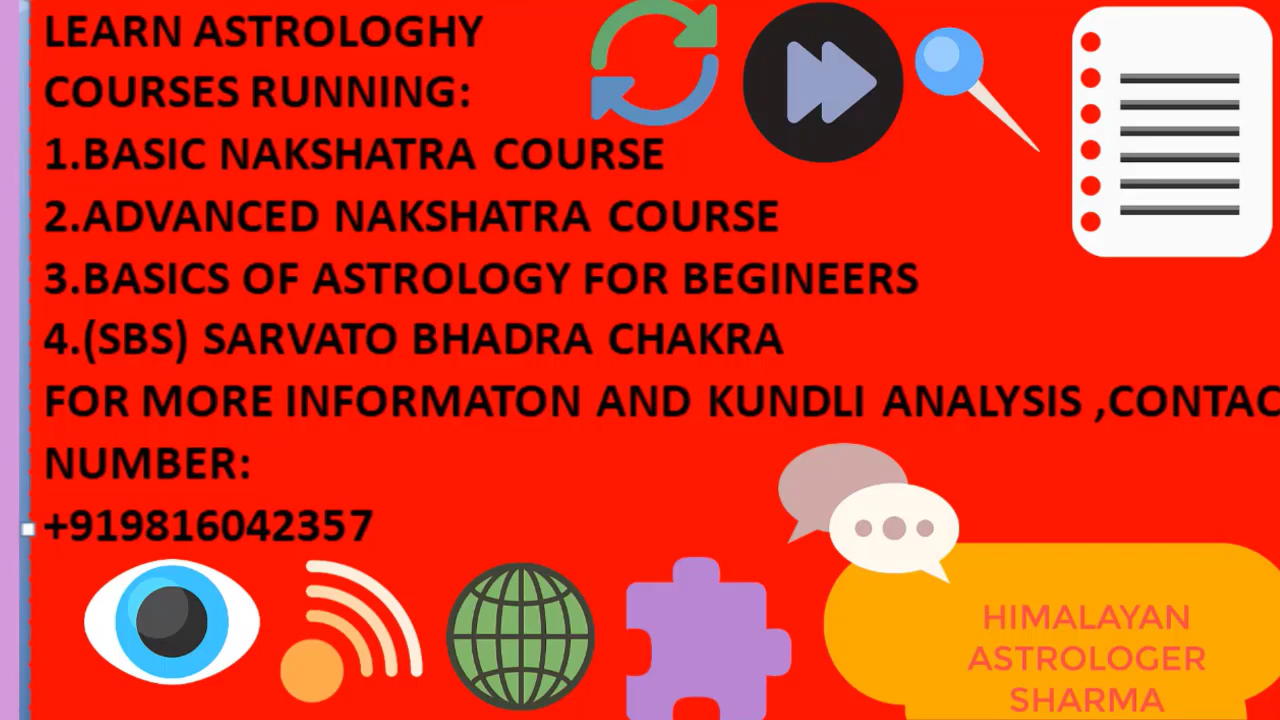 LEARN ASTROLOGHY
COURSES RUNNING:
1.BASIC NAKSHATRA COURSE
2.ADVANCED NAKSHATRA COURSE
3.BASICS OF ASTROLOGY FOR BEGINEERS
4.(SBS) SARVATO BHADRA CHAKRA
FOR MORE INFORMATON AND KUNDLI ANALYSIS ,CONTAC
NUMBER:
+919816042357
HIMALAYAN
ASTROLOGER
SHARMA